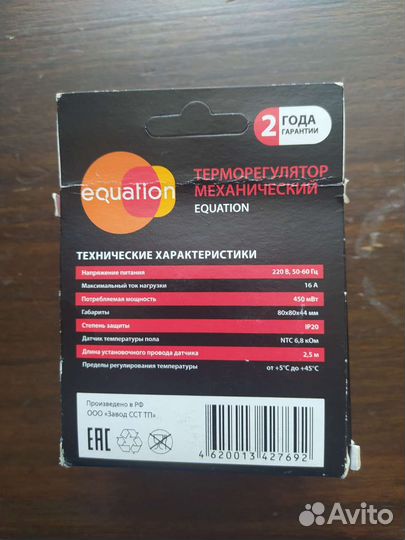 2 ГОДА
ГАРАНТИИ
equation
ТЕРМОРЕГУЛЯТОР
МЕХАНИЧЕСКИЙ
EQUATION
ТЕХНИЧЕСКИЕ ХАРАКТЕРИСТИКИ
Напряжение питания 220 В, 50-60 Гц
Максимальный ток нагрузки 16 А
Потребляемая мощность 450 мВт
Габариты 80х80х44 мм
Степень защиты IP20
Датчик температуры пола NTC 6,8 кОм
Длина установочного провода датчика 2,5 м
Пределы регулирования температуры от +5°С до +45°С
Произведено в РФ
ООО «Завод ССТ ТП»
ЕАС
4 620013 427692
Avito